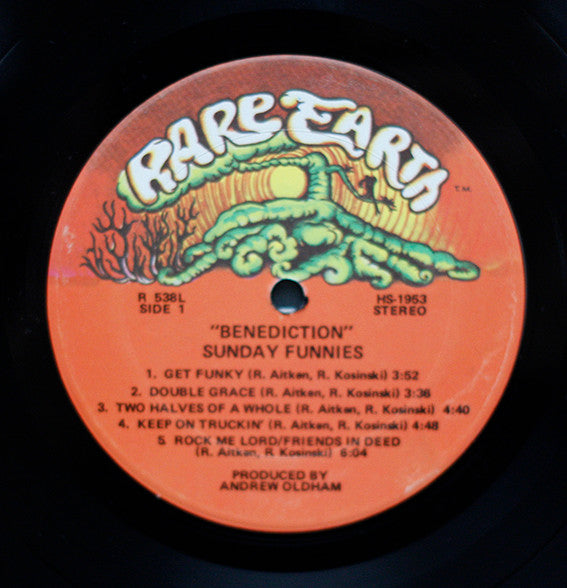 RARE EARTH
T.M.
R 538L
SIDE 1
HS-1953
STEREO
"BENEDICTION"
SUNDAY FUNNIES
1. GET FUNKY (R. Aitken, R. Kosinski) 3:52
2. DOUBLE GRACE (R. Aitken, R. Kosinski) 3:36
3. TWO HALVES OF A WHOLE (R. Aitken, R. Kosinski) 4:40
4. KEEP ON TRUCKIN' (R. Aitken, R. Kosinski) 4:48
5. ROCK ME LORD/FRIENDS IN DEED
(R. Aitken, R. Kosinski) 6:04
PRODUCED BY
ANDREW OLDHAM